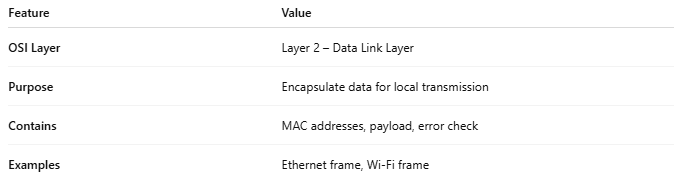 Feature Value
OSI Layer Layer 2 – Data Link Layer
Purpose Encapsulate data for local transmission
Contains MAC addresses, payload, error check
Examples Ethernet frame, Wi-Fi frame